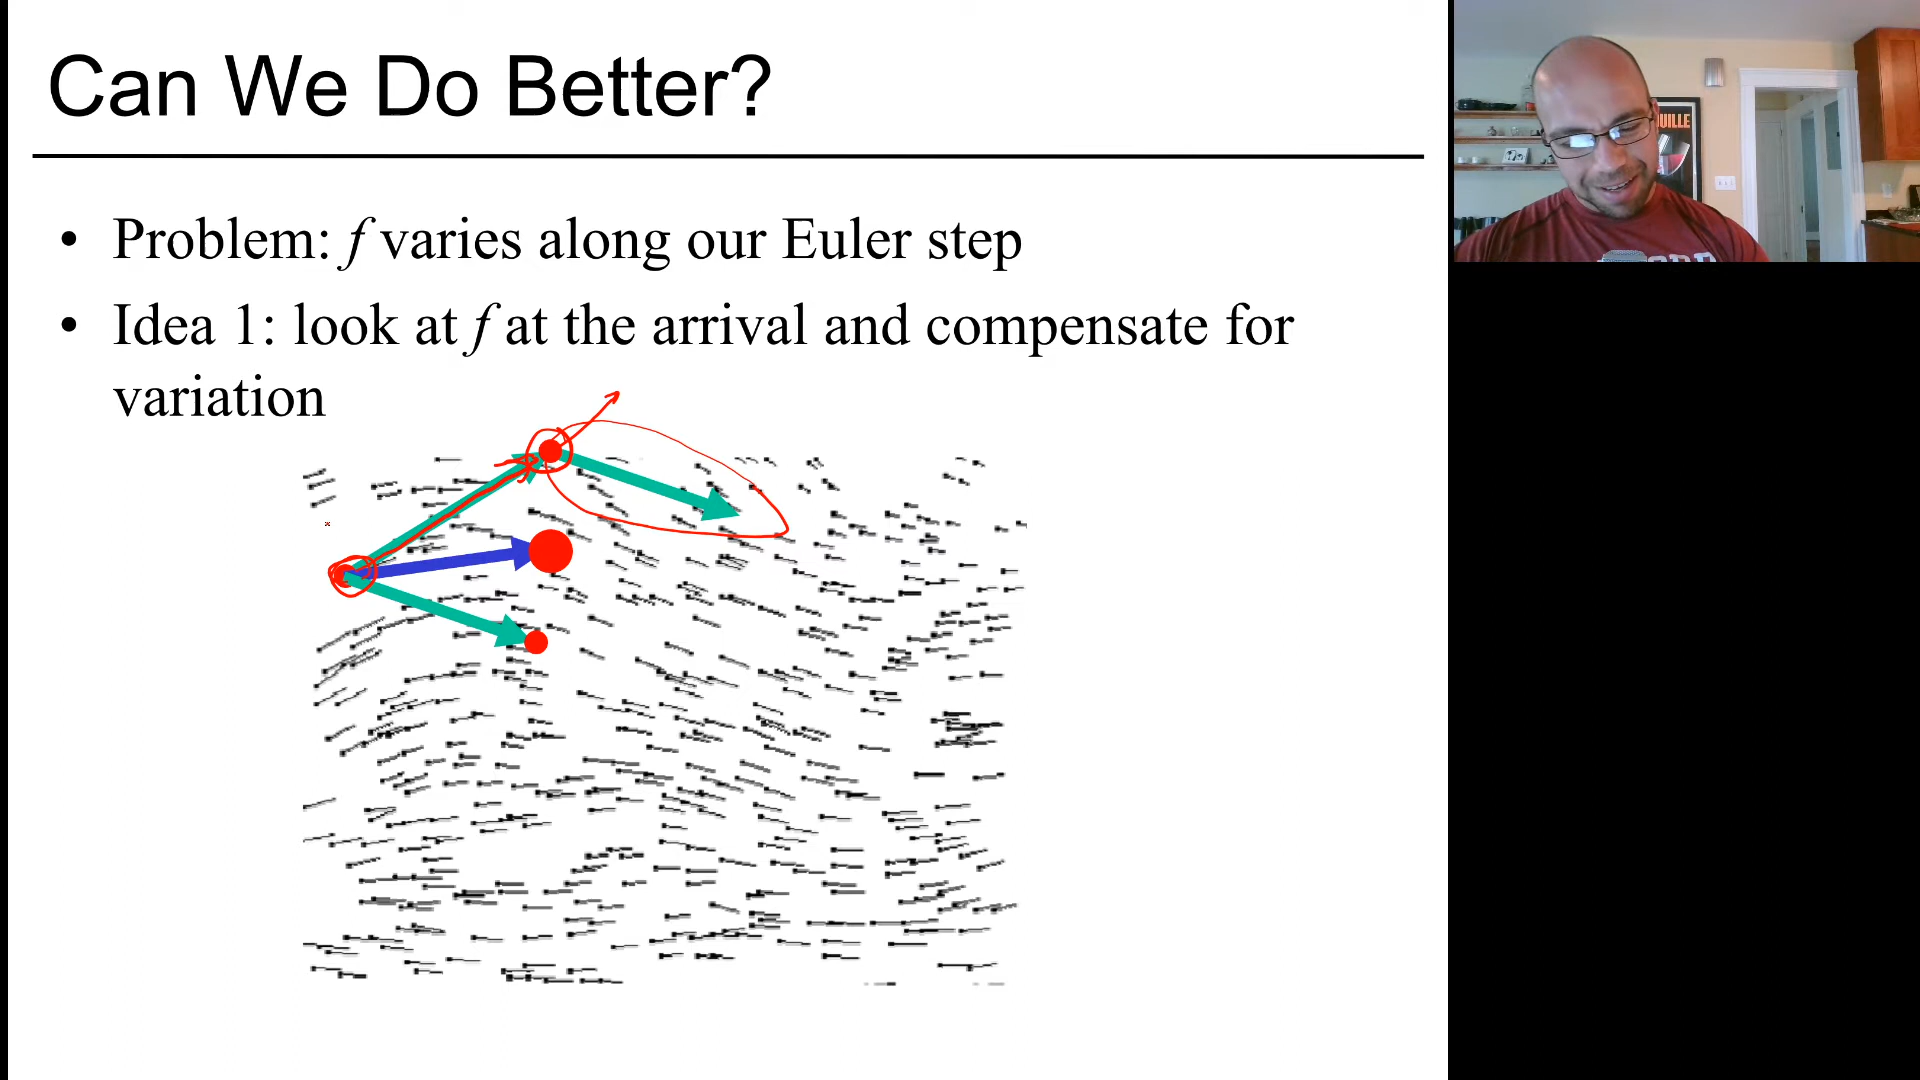 Can We Do Better?
• Problem: f varies along our Euler step
• Idea 1: look at f at the arrival and compensate for
variation
VILLE